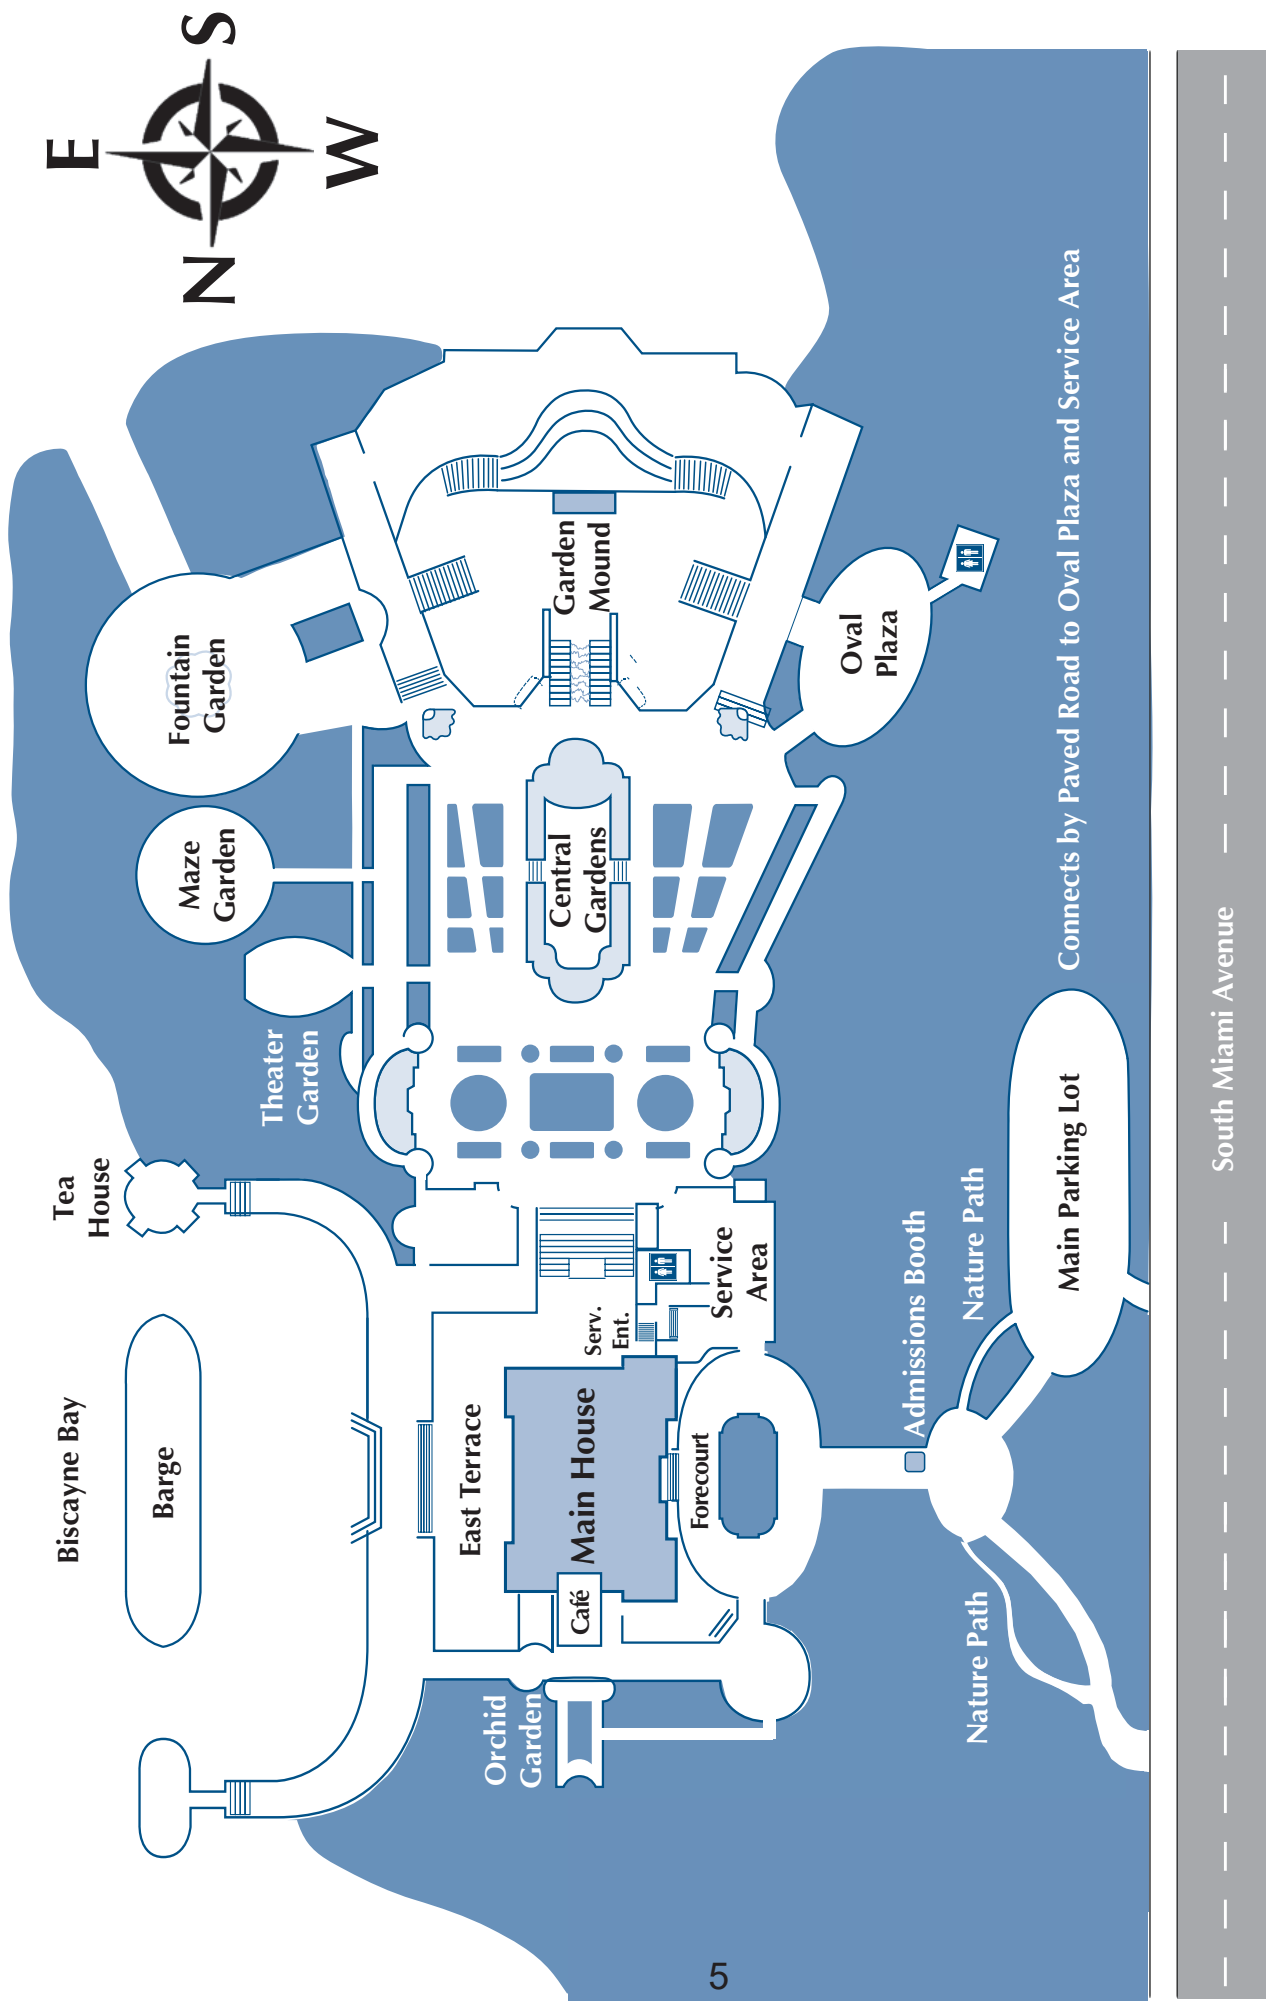 S
E
W
N
Fountain
Garden
Maze
Garden
Theater
Garden
Tea
House
Biscayne Bay
Barge
Garden
Mound
Central
Gardens
Oval
Plaza
East Terrace
Main House
Café
Serv.
Ent.
Service
Area
Forecourt
Orchid
Garden
Admissions Booth
Nature Path
Nature Path
Main Parking Lot
Connects by Paved Road to Oval Plaza and Service Area
South Miami Avenue
5